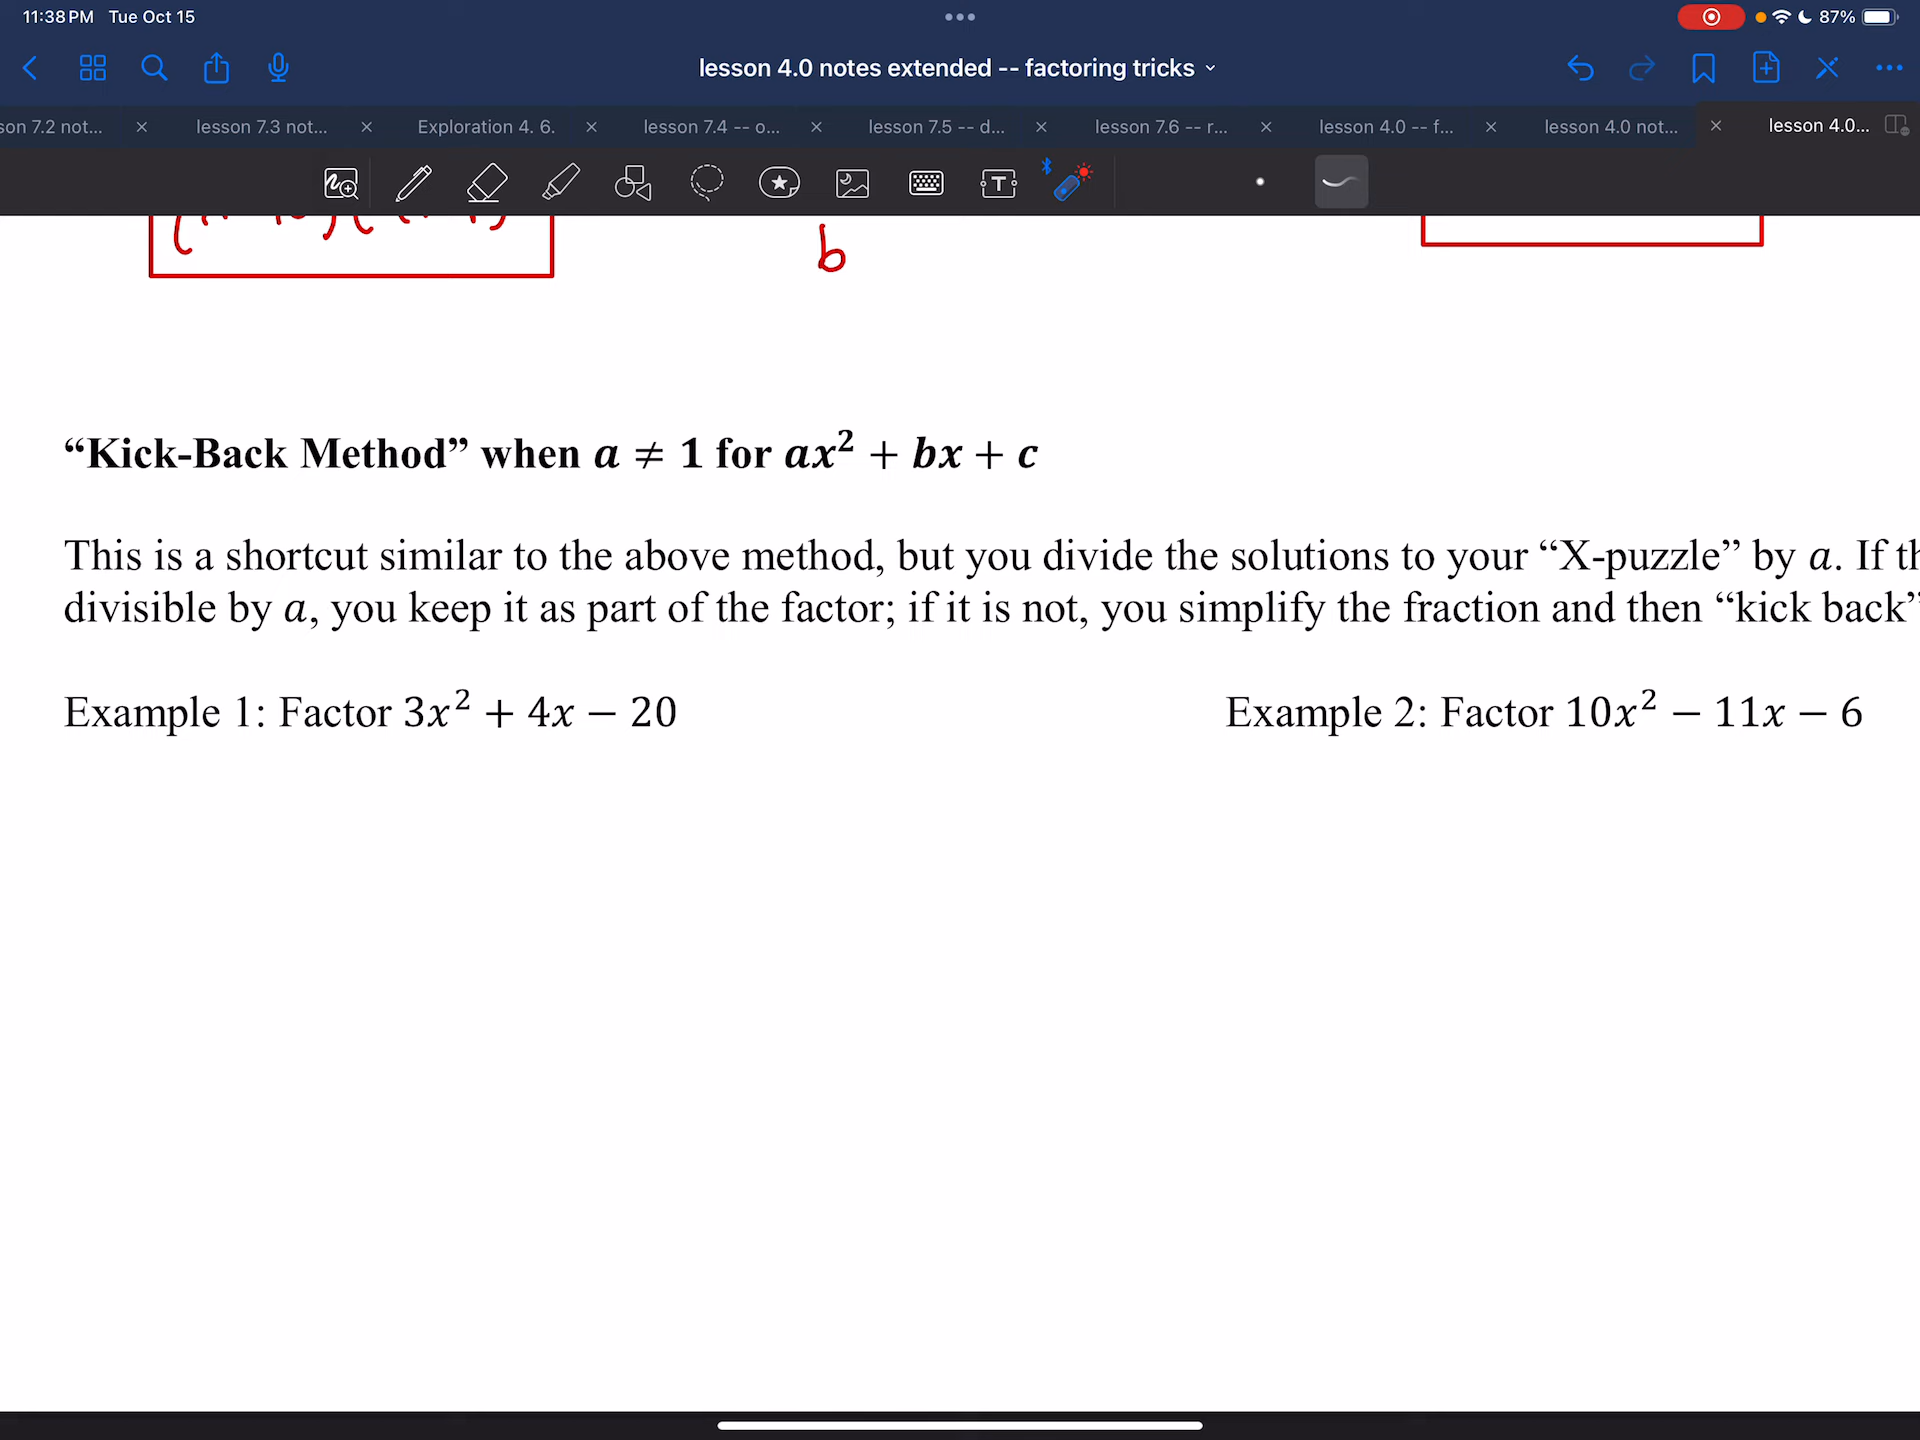 11:38 PM Tue Oct 15
87%
lesson 4.0 notes extended -- factoring tricks
son 7.2 not...
lesson 7.3 not...
Exploration 4. 6.
lesson 7.4 -- o...
lesson 7.5 -- d...
lesson 7.6 -- r...
lesson 4.0 -- f...
lesson 4.0 not...
lesson 4.0...
T
b
“Kick-Back Method” when a ≠ 1 for ax² + bx + c
This is a shortcut similar to the above method, but you divide the solutions to your “X-puzzle” by a. If th
divisible by a, you keep it as part of the factor; if it is not, you simplify the fraction and then “kick back”
Example 1: Factor 3x² + 4x − 20
Example 2: Factor 10x² − 11x − 6